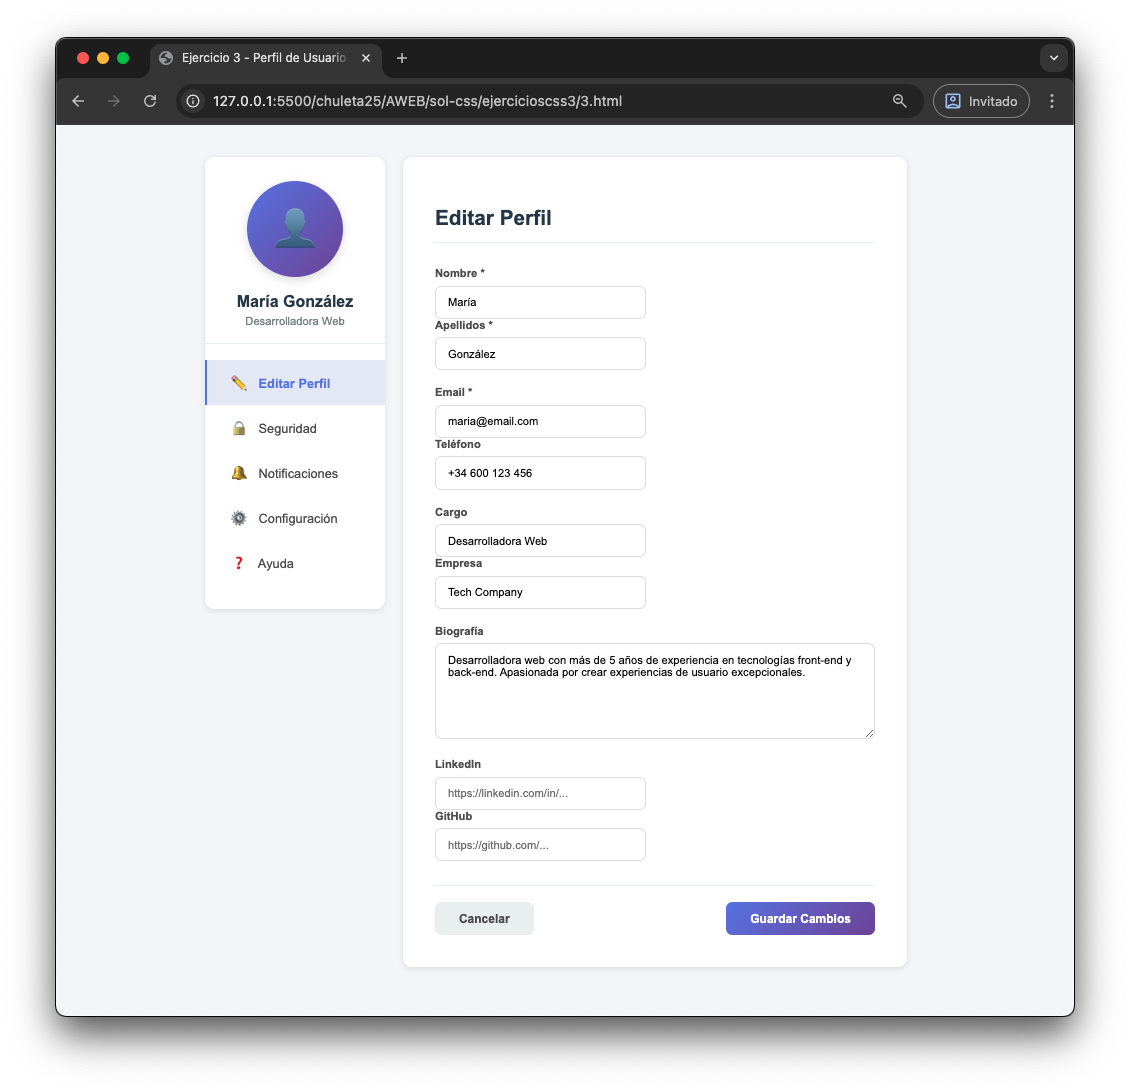 Ejercicio 3 - Perfil de Usuario
127.0.0.1:5500/chuleta25/AWEB/sol-css/ejercicioscss3/3.html
Invitado
María González
Desarrolladora Web
Editar Perfil
Seguridad
Notificaciones
Configuración
Ayuda
Editar Perfil
Nombre *
María
Apellidos *
González
Email *
maria@email.com
Teléfono
+34 600 123 456
Cargo
Desarrolladora Web
Empresa
Tech Company
Biografía
Desarrolladora web con más de 5 años de experiencia en tecnologías front-end y
back-end. Apasionada por crear experiencias de usuario excepcionales.
LinkedIn
https://linkedin.com/in/...
GitHub
https://github.com/...
Cancelar
Guardar Cambios